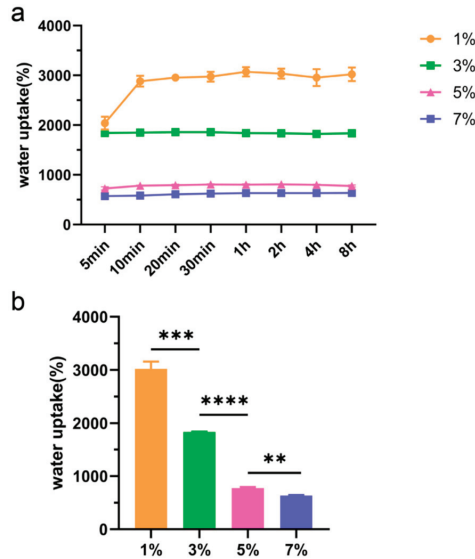 a
water uptake(%)
4000
3000
2000
1000
0
5min
10min
20min
30min
1h
2h
4h
8h
1%
3%
5%
7%
b
water uptake(%)
4000
3000
2000
1000
0
***
****
**
1%
3%
5%
7%